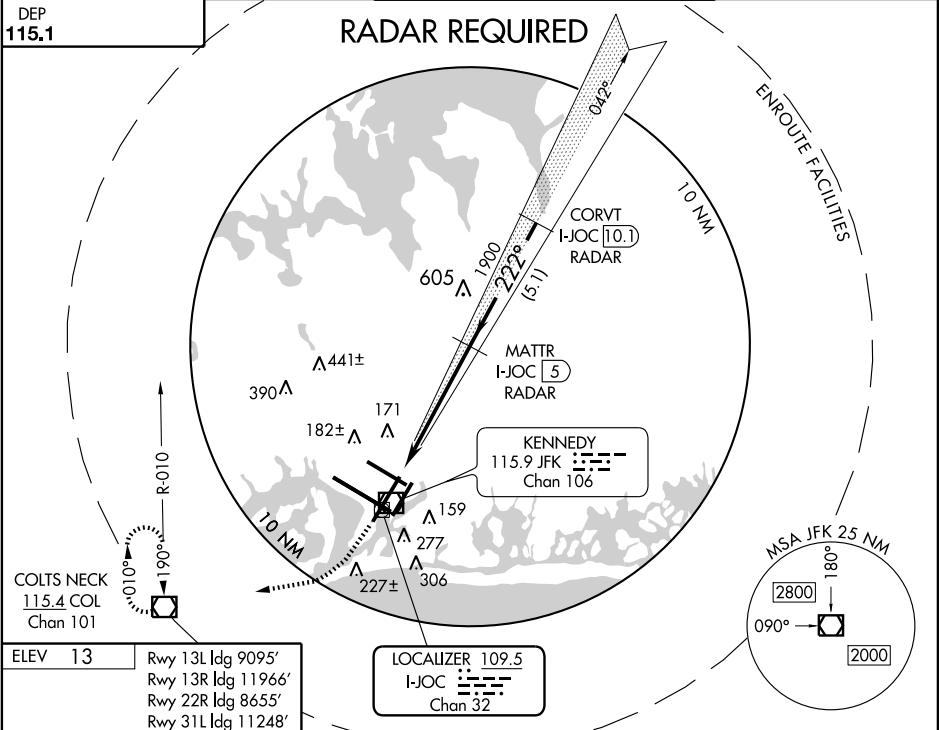 DEP
115.1
RADAR REQUIRED
042°
ENROUTE FACILITIES
10 NM
CORVT
I-JOC 10.1
RADAR
1900
222°
(5.1)
605
MATTR
I-JOC 5
RADAR
441±
390
171
182±
KENNEDY
115.9 JFK
Chan 106
R-010
159
277
10 NM
306
227±
010°
190°
COLTS NECK
115.4 COL
Chan 101
MSA JFK 25 NM
180°
2800
090°
2000
ELEV 13
Rwy 13L ldg 9095'
Rwy 13R ldg 11966'
Rwy 22R ldg 8655'
Rwy 31L ldg 11248'
LOCALIZER 109.5
I-JOC
Chan 32